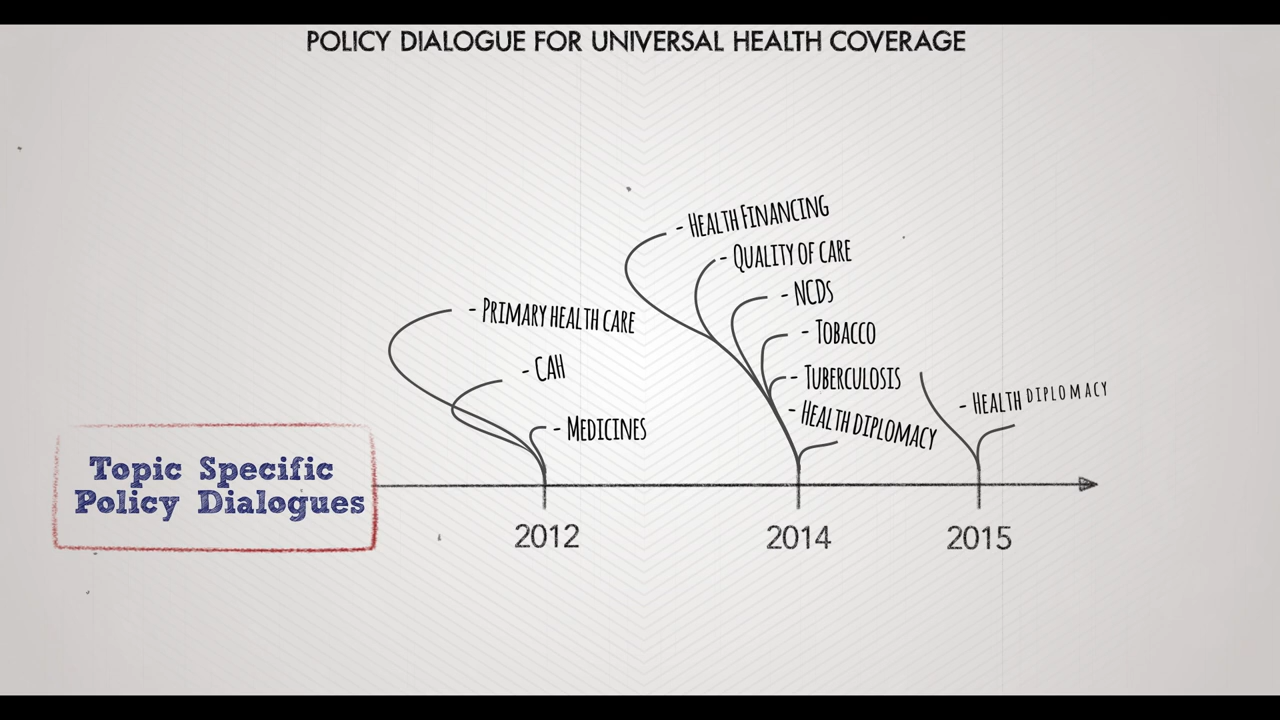 POLICY DIALOGUE FOR UNIVERSAL HEALTH COVERAGE
- PRIMARY HEALTH CARE
- CAH
- MEDICINES
- HEALTH FINANCING
- QUALITY OF CARE
- NCDS
- TOBACCO
- TUBERCULOSIS
- HEALTH DIPLOMACY
- HEALTH DIPLOMACY
Topic Specific
Policy Dialogues
2012
2014
2015